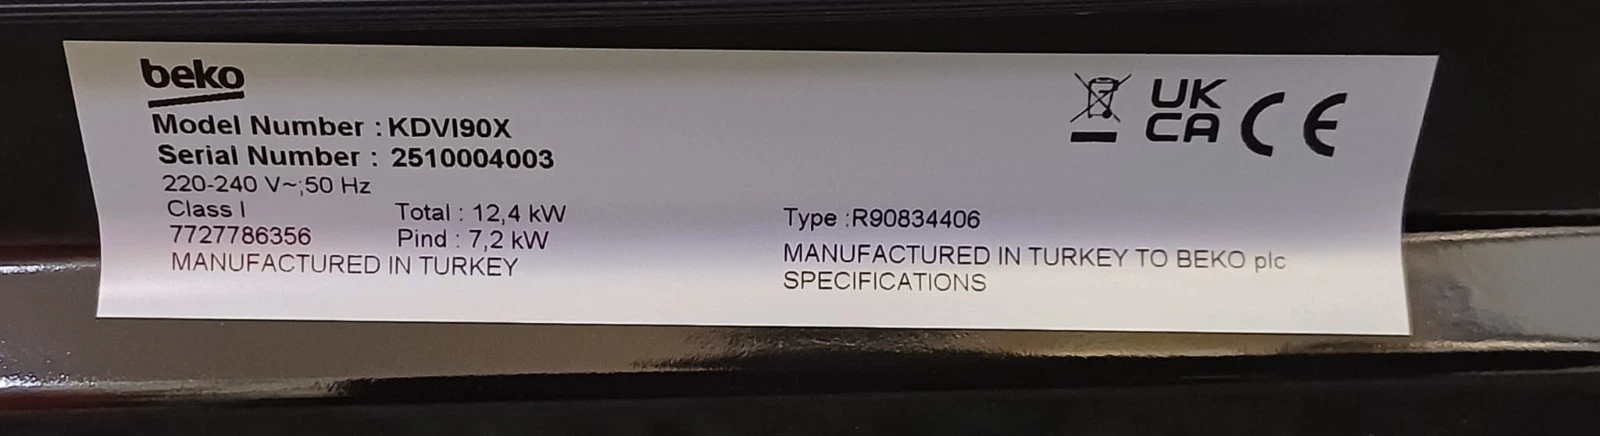 beko
Model Number : KDVI90X
Serial Number : 2510004003
220-240 V~;50 Hz
Class I
Total : 12,4 kW
7727786356
Pind : 7,2 kW
MANUFACTURED IN TURKEY
UK
CA
CE
Type :R90834406
MANUFACTURED IN TURKEY TO BEKO plc
SPECIFICATIONS